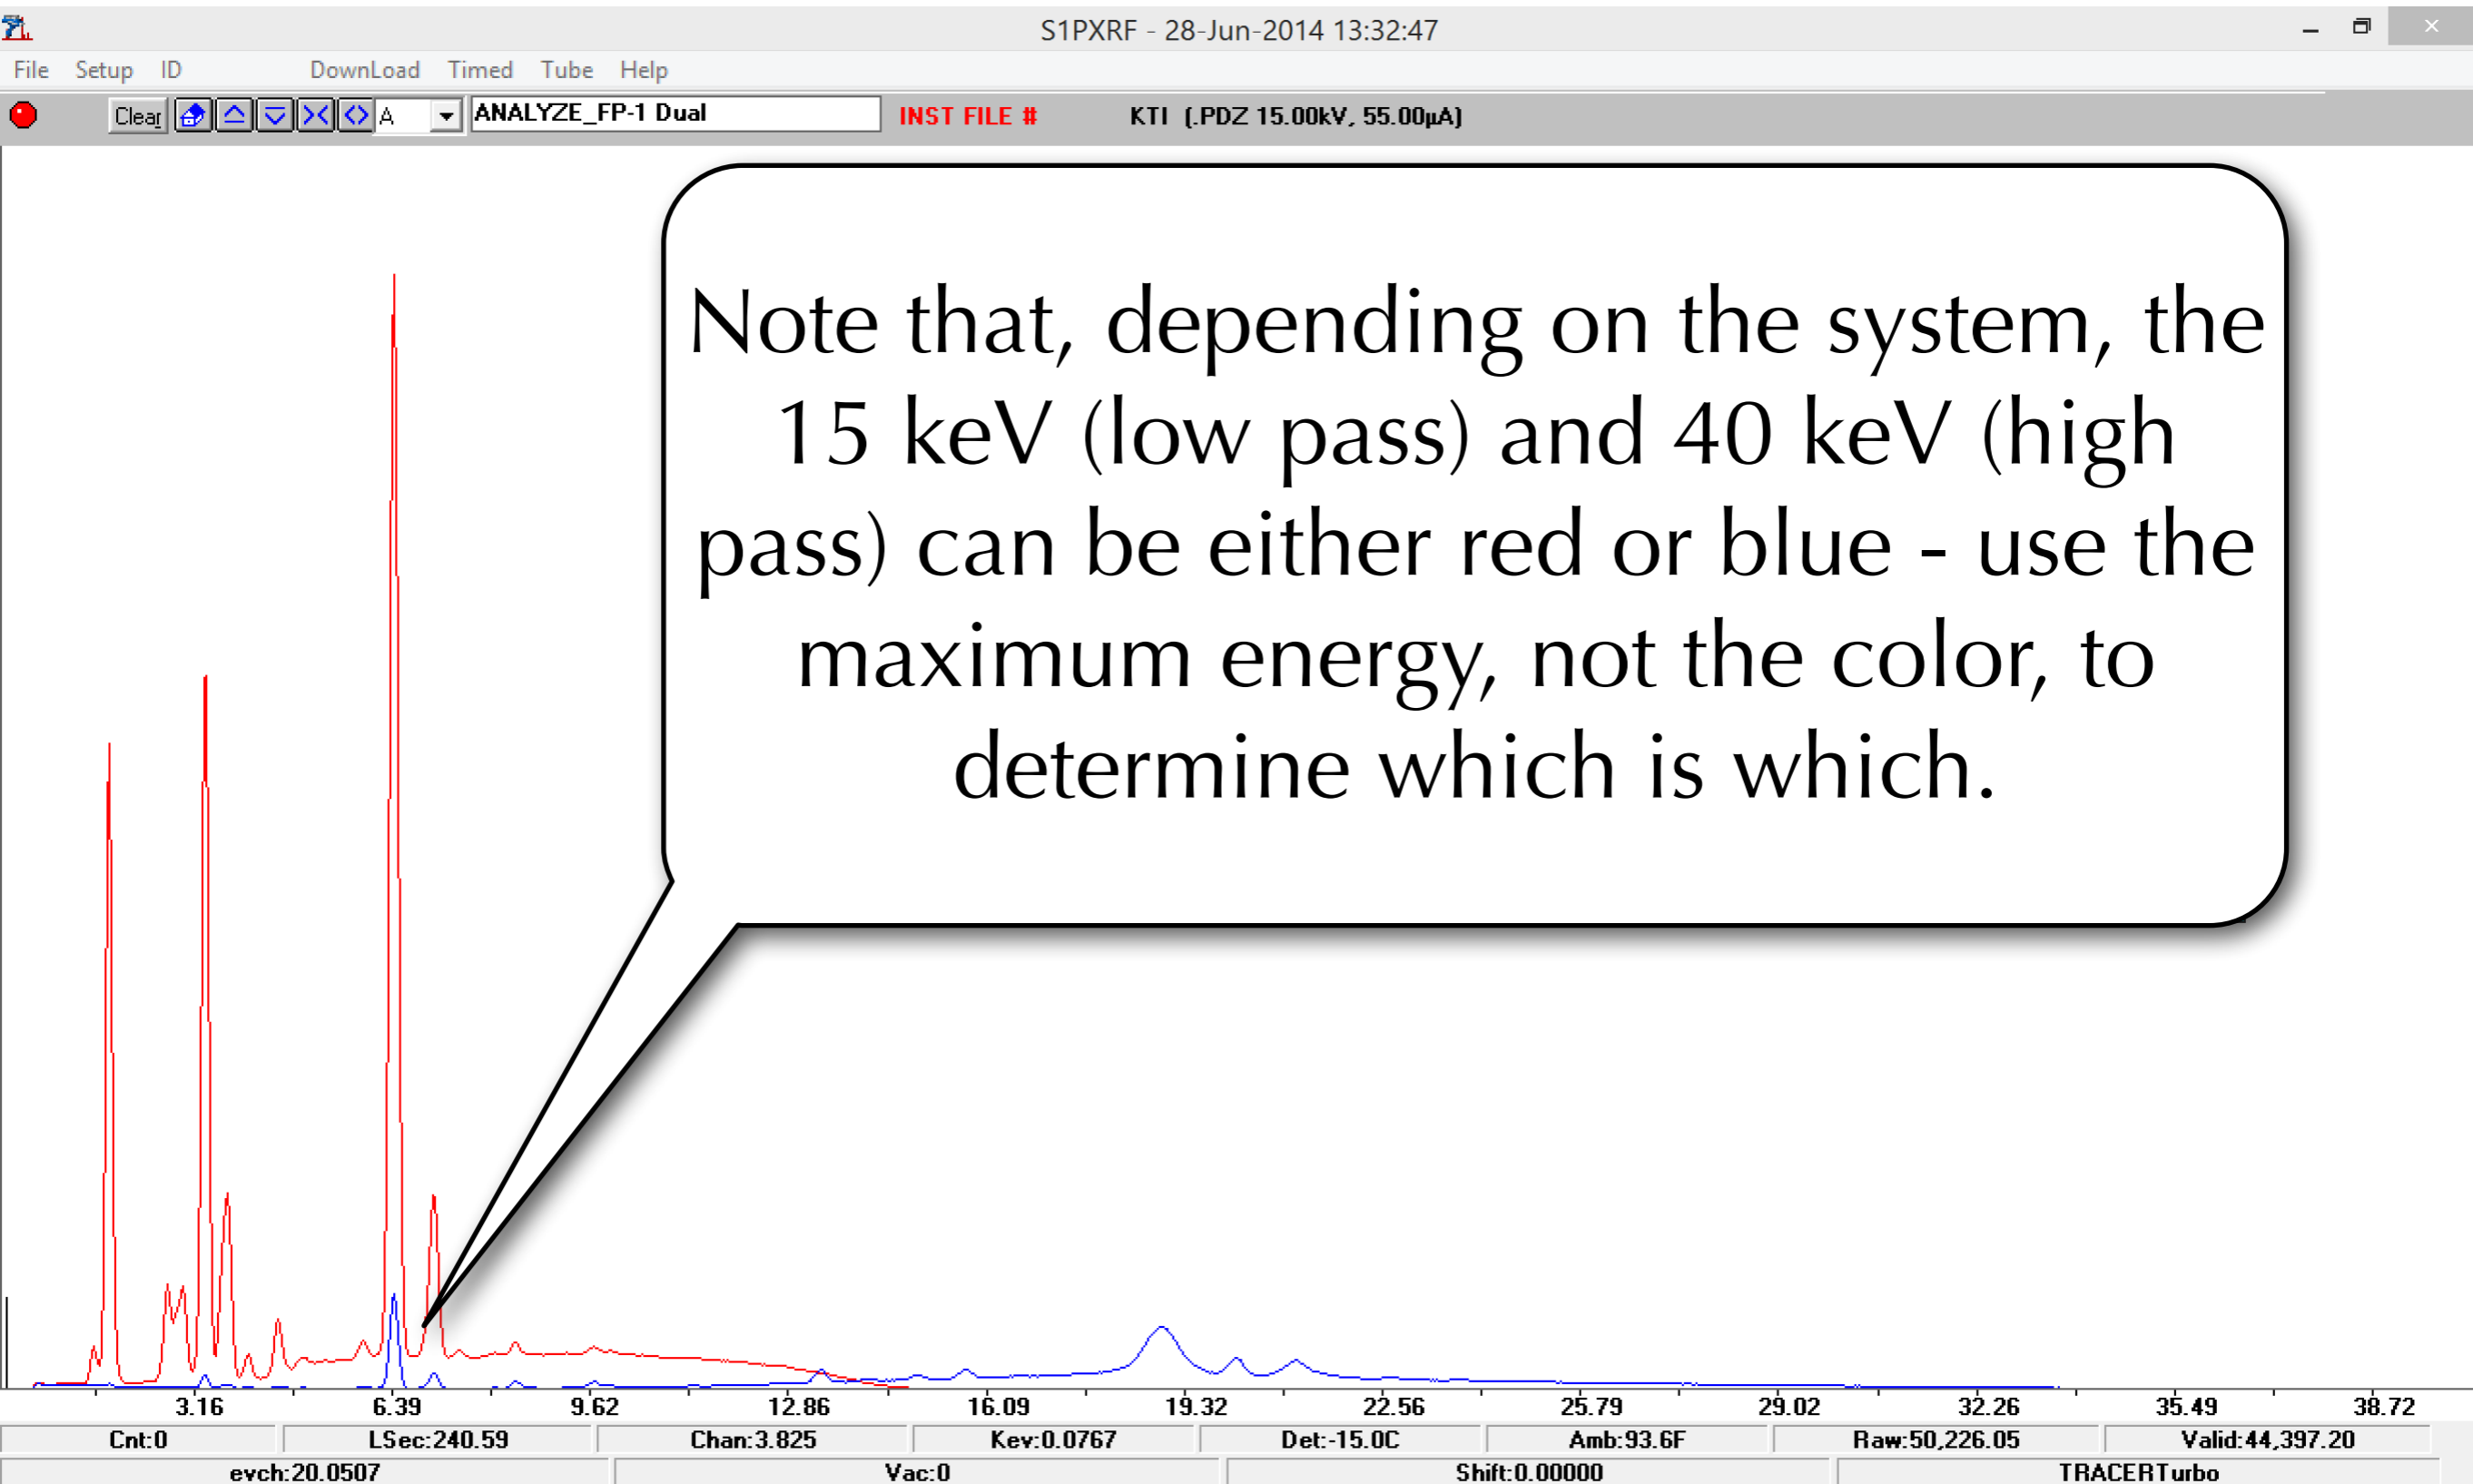 S1PXRF - 28-Jun-2014 13:32:47
File Setup ID DownLoad Timed Tube Help
Clear A ANALYZE_FP-1 Dual INST FILE # KTI (.PDZ 15.00kV, 55.00µA)
Note that, depending on the system, the
15 keV (low pass) and 40 keV (high
pass) can be either red or blue - use the
maximum energy, not the color, to
determine which is which.
3.16 6.39 9.62 12.86 16.09 19.32 22.56 25.79 29.02 32.26 35.49 38.72
Cnt:0 LSec:240.59 Chan:3.825 Kev:0.0767 Det:-15.0C Amb:93.6F Raw:50,226.05 Valid:44,397.20
evch:20.0507 Vac:0 Shift:0.00000 TRACERTurbo